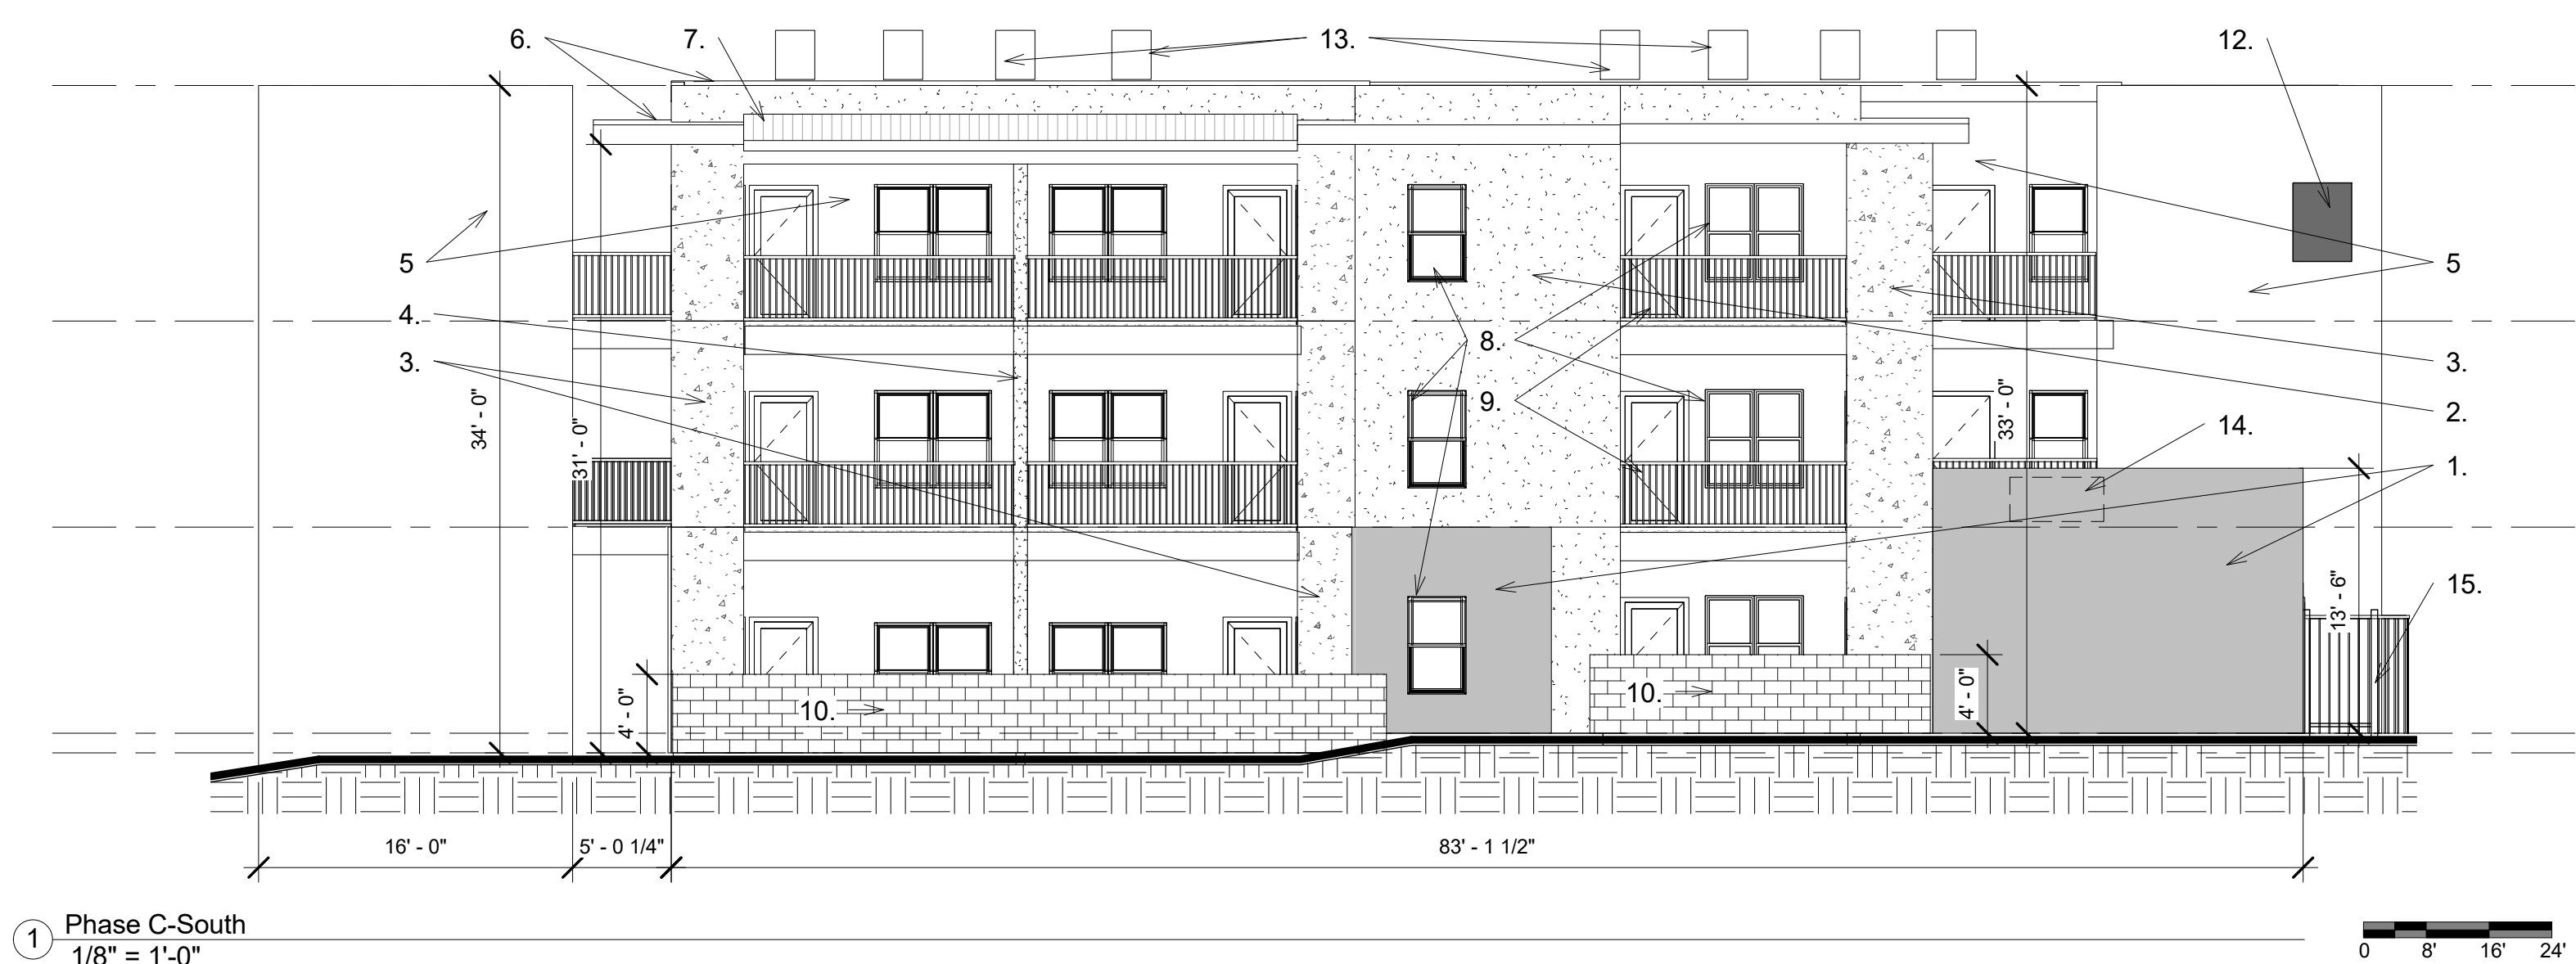 6.
7.
13.
12.
5
5
4.
3.
8.
3.
9.
2.
34' - 0"
31' - 0"
33' - 0"
14.
1.
15.
13' - 6"
10.
10.
4' - 0"
4' - 0"
16' - 0"
5' - 0 1/4"
83' - 1 1/2"
1
Phase C-South
1/8" = 1'-0"
0 8' 16' 24'